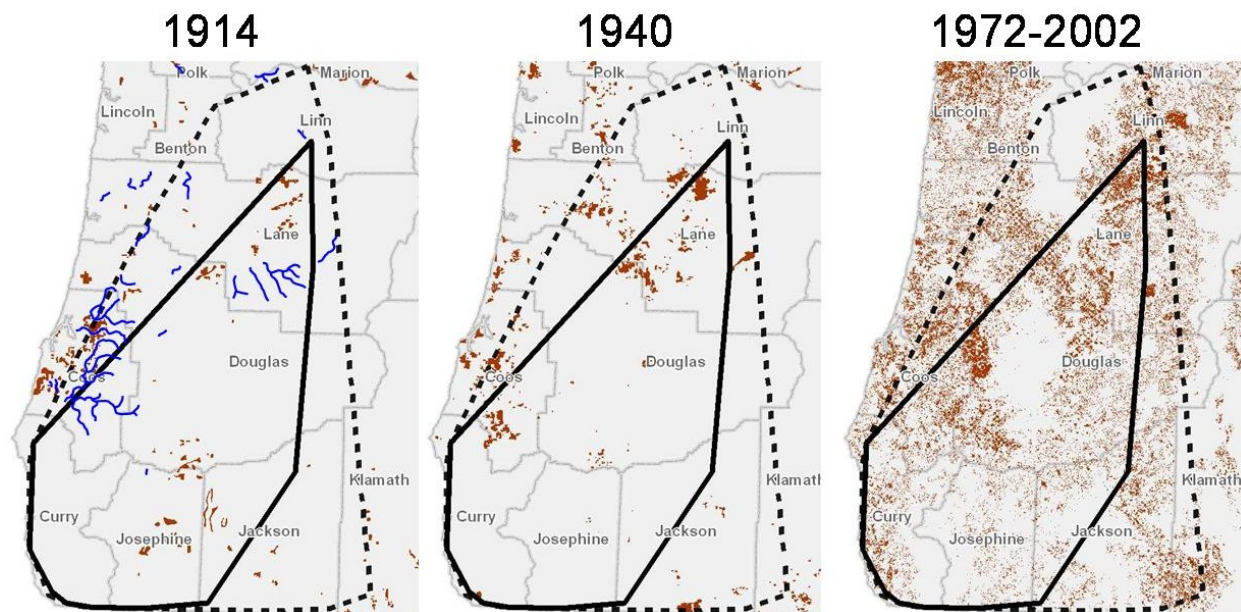 1914
1940
1972-2002
Polk
Marion
Lincoln
Linn
Benton
Lane
Douglas
Coos
Klamath
Curry
Josephine
Jackson
Polk
Marion
Lincoln
Linn
Benton
Lane
Douglas
Coos
Klamath
Curry
Josephine
Jackson
Polk
Marion
Lincoln
Linn
Benton
Lane
Douglas
Coos
Klamath
Curry
Josephine
Jackson